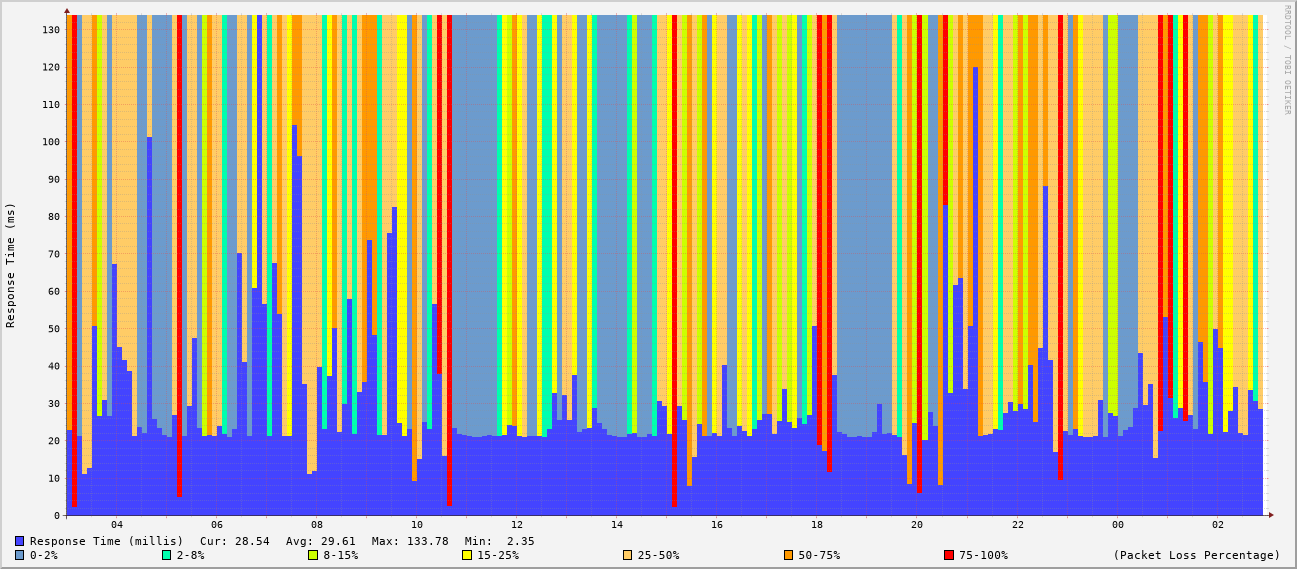 RRDTOOL / TOBI OETIKER
Response Time (ms)
130
120
110
100
90
80
70
60
50
40
30
20
10
0
04 06 08 10 12 14 16 18 20 22 00 02
Response Time (millis) Cur: 28.54 Avg: 29.61 Max: 133.78 Min: 2.35
0-2% 2-8% 8-15% 15-25% 25-50% 50-75% 75-100% (Packet Loss Percentage)